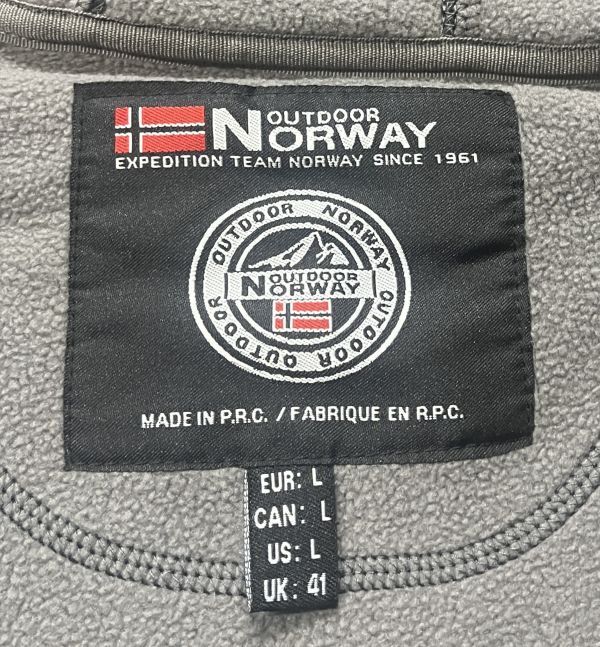 OUTDOOR
NORWAY
EXPEDITION TEAM NORWAY SINCE 1961
OUTDOOR NORWAY OUTDOOR OUTDOOR OUTDOOR
OUTDOOR
NORWAY
MADE IN P.R.C. / FABRIQUE EN R.P.C.
EUR: L
CAN: L
US: L
UK: 41